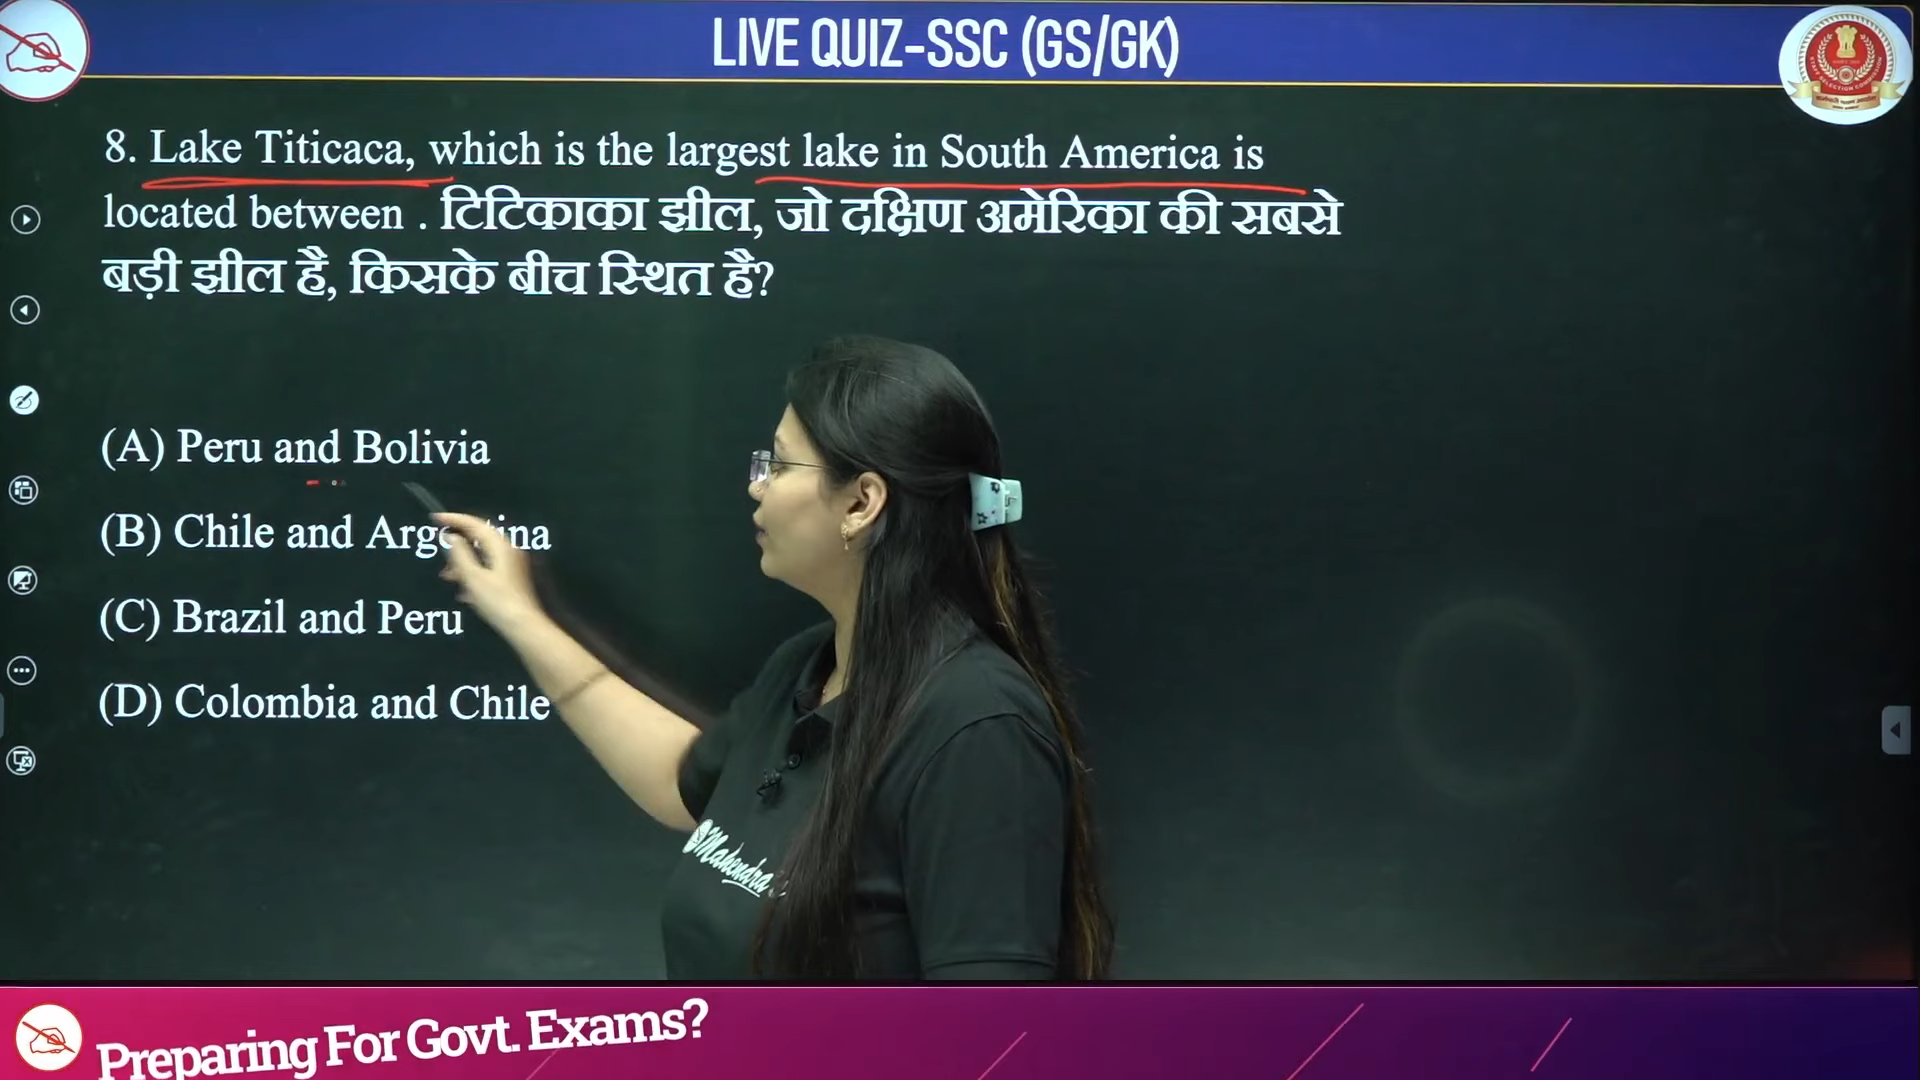 LIVE QUIZ-SSC (GS/GK)
8. Lake Titicaca, which is the largest lake in South America is
located between . टिटिकाका झील, जो दक्षिण अमेरिका की सबसे
बड़ी झील है, किसके बीच स्थित है?
(A) Peru and Bolivia
(B) Chile and Argentina
(C) Brazil and Peru
(D) Colombia and Chile
Mahendra
Preparing For Govt. Exams?